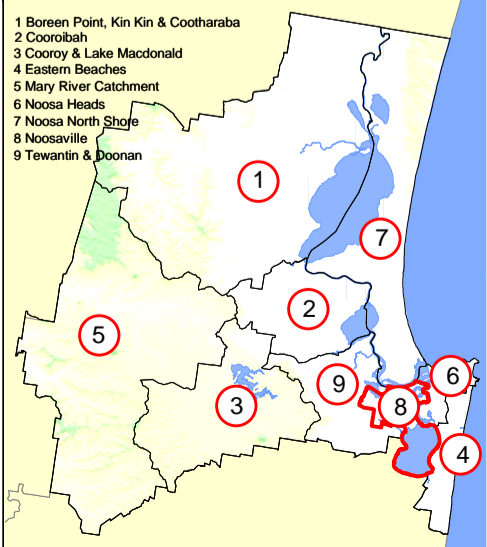 1 Boreen Point, Kin Kin & Cootharaba
2 Cooroibah
3 Cooroy & Lake Macdonald
4 Eastern Beaches
5 Mary River Catchment
6 Noosa Heads
7 Noosa North Shore
8 Noosaville
9 Tewantin & Doonan
1
7
2
5
6
9
3
8
4